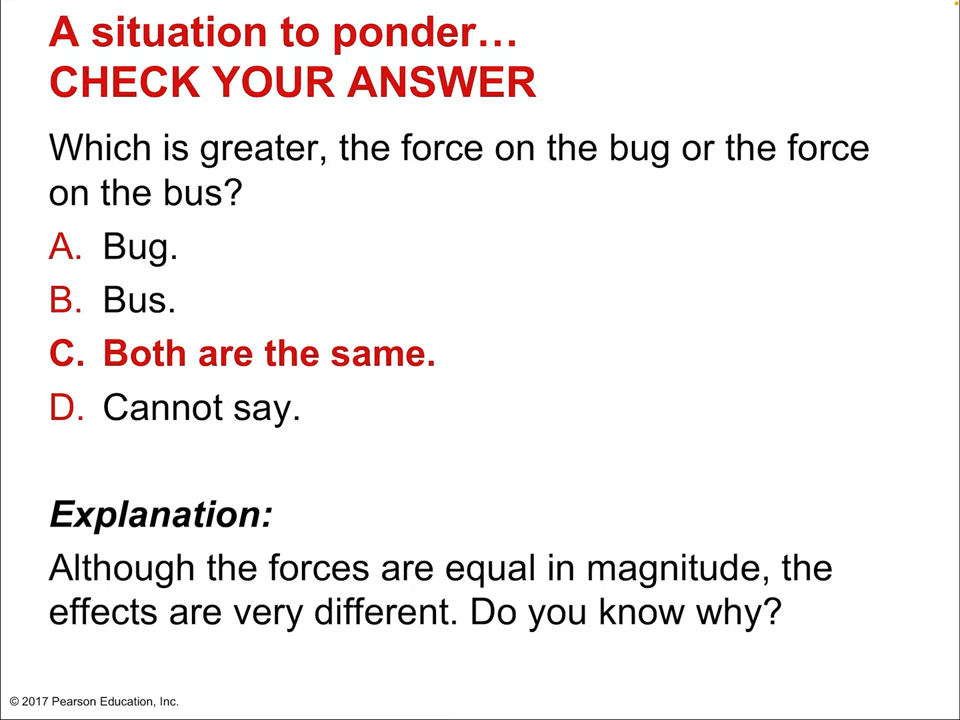 A situation to ponder…
CHECK YOUR ANSWER
Which is greater, the force on the bug or the force
on the bus?
A. Bug.
B. Bus.
C. Both are the same.
D. Cannot say.
Explanation:
Although the forces are equal in magnitude, the
effects are very different. Do you know why?
© 2017 Pearson Education, Inc.